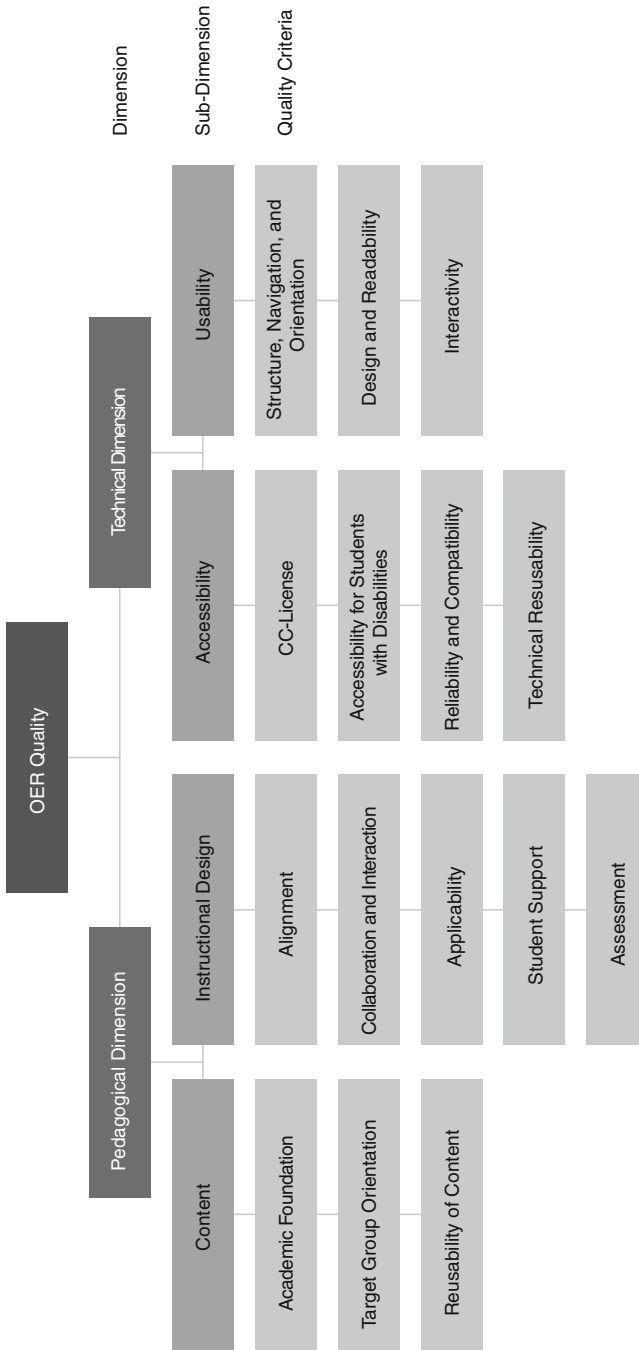 OER Quality
Dimension
Pedagogical Dimension
Technical Dimension
Sub-Dimension
Content
Instructional Design
Accessibility
Usability
Quality Criteria
Academic Foundation
Target Group Orientation
Reusability of Content
Alignment
Collaboration and Interaction
Applicability
Student Support
Assessment
CC-License
Accessibility for Students
with Disabilities
Reliability and Compatibility
Technical Resusability
Structure, Navigation, and
Orientation
Design and Readability
Interactivity